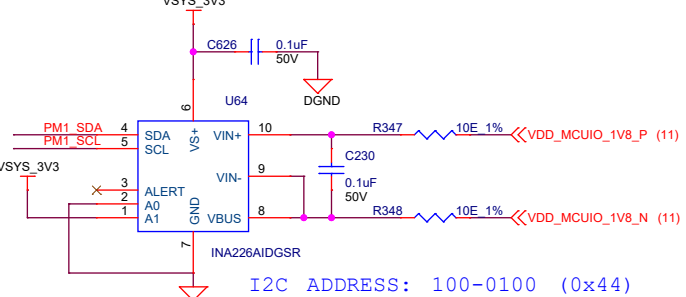 VSYS_3V3
C626
0.1uF
50V
DGND
U64
6
PM1_SDA 4 SDA VS+ VIN+ 10 R347 10E_1% VDD_MCUIO_1V8_P (11)
PM1_SCL 5 SCL
C230
VSYS_3V3
9 VIN-
0.1uF
50V
3 ALERT
2 A0
1 A1
GND
VBUS 8 R348 10E_1% VDD_MCUIO_1V8_N (11)
7
INA226AIDGSR
I2C ADDRESS: 100-0100 (0x44)